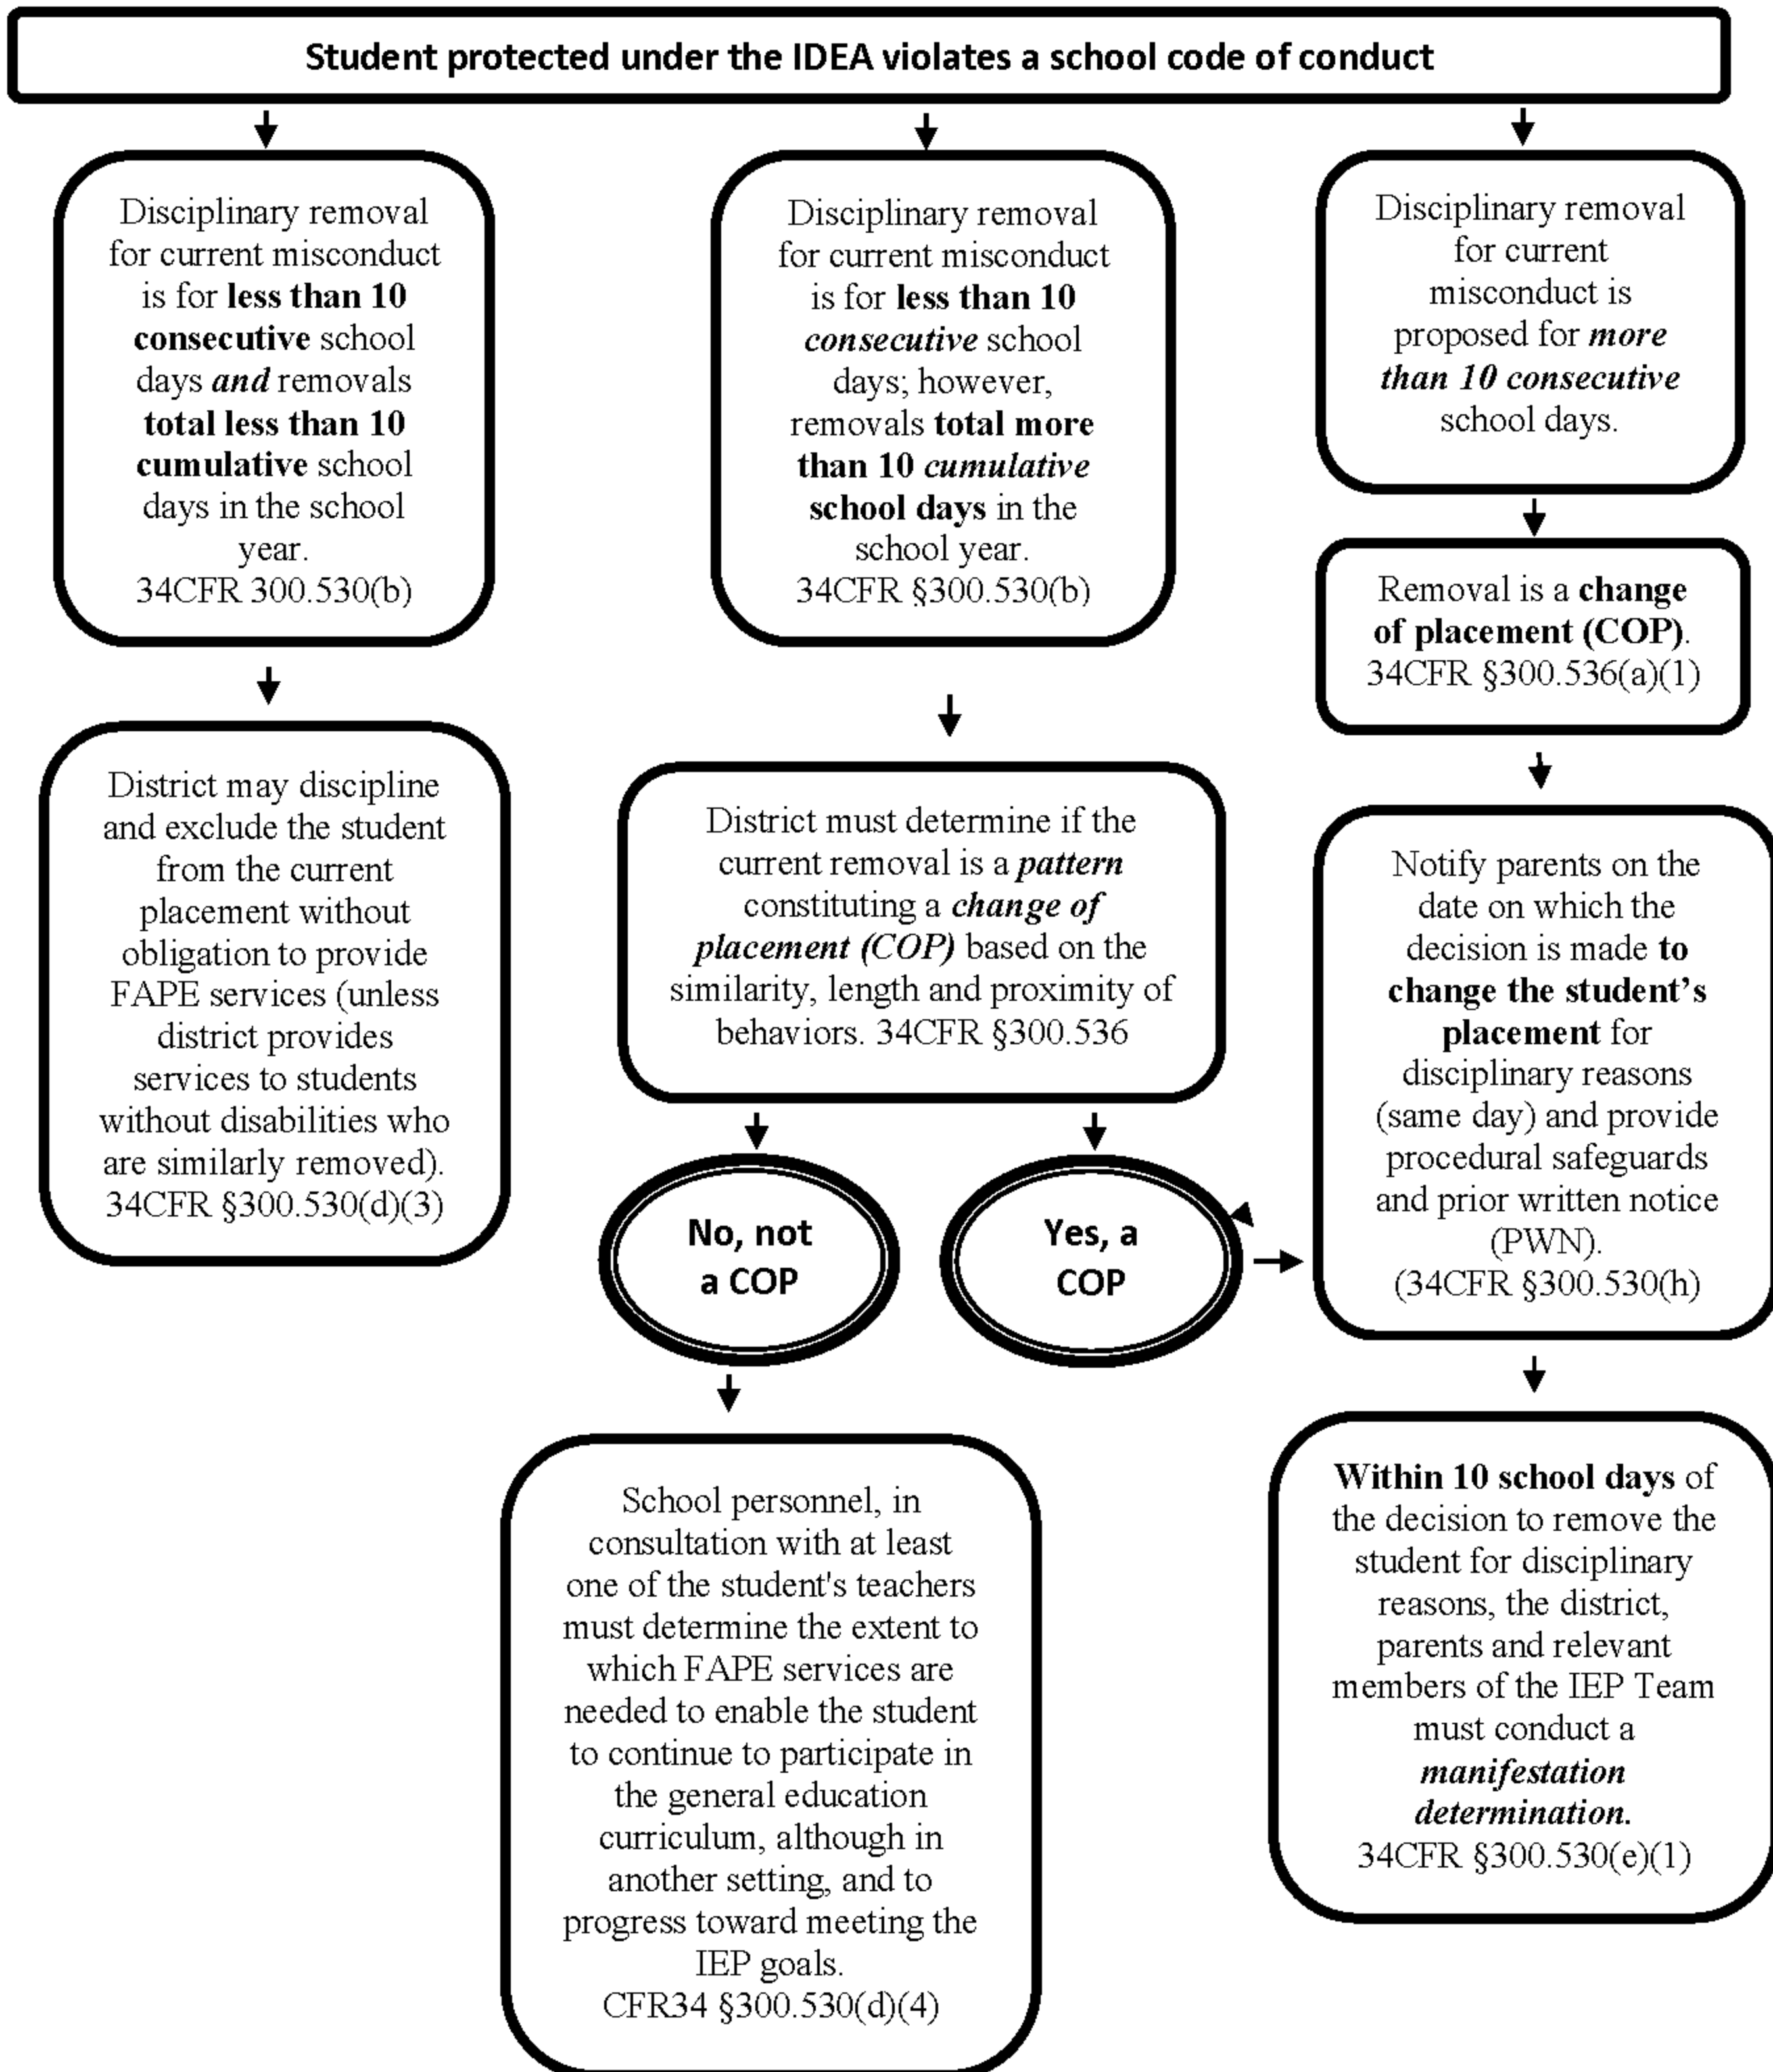 Student protected under the IDEA violates a school code of conduct
Disciplinary removal
for current misconduct
is for less than 10
consecutive school
days and removals
total less than 10
cumulative school
days in the school
year.
34CFR 300.530(b)
District may discipline
and exclude the student
from the current
placement without
obligation to provide
FAPE services (unless
district provides
services to students
without disabilities who
are similarly removed).
34CFR §300.530(d)(3)
Disciplinary removal
for current misconduct
is for less than 10
consecutive school
days; however,
removals total more
than 10 cumulative
school days in the
school year.
34CFR §300.530(b)
District must determine if the
current removal is a pattern
constituting a change of
placement (COP) based on the
similarity, length and proximity of
behaviors. 34CFR §300.536
No, not
a COP
Yes, a
COP
School personnel, in
consultation with at least
one of the student's teachers
must determine the extent to
which FAPE services are
needed to enable the student
to continue to participate in
the general education
curriculum, although in
another setting, and to
progress toward meeting the
IEP goals.
CFR34 §300.530(d)(4)
Disciplinary removal
for current
misconduct is
proposed for more
than 10 consecutive
school days.
Removal is a change
of placement (COP).
34CFR §300.536(a)(1)
Notify parents on the
date on which the
decision is made to
change the student’s
placement for
disciplinary reasons
(same day) and provide
procedural safeguards
and prior written notice
(PWN).
(34CFR §300.530(h)
Within 10 school days of
the decision to remove the
student for disciplinary
reasons, the district,
parents and relevant
members of the IEP Team
must conduct a
manifestation
determination.
34CFR §300.530(e)(1)